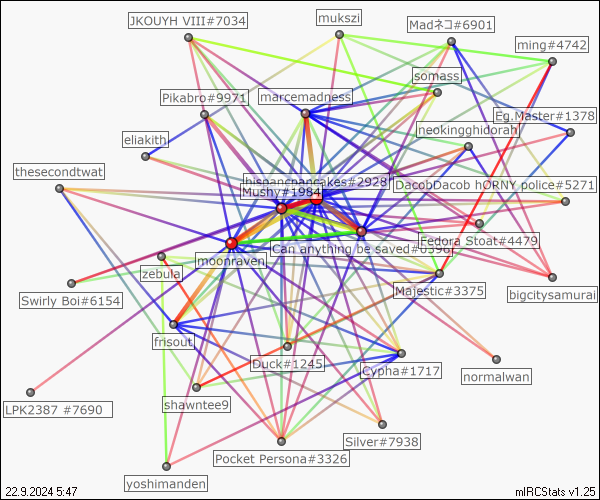 JKOUYH VIII#7034
mukszi
Madネコ#6901
ming#4742
somass
Pikabro#9971
marcemadness
Eg.Master#1378
neokingghidorah
eliakith
thesecondtwat
hispancpancakes#2928
DacobDacob hORNY police#5271
Mushy#1984
Fedora Stoat#4479
Can anything be saved#0390
moonraven
zebula
Majestic#3375
Swirly Boi#6154
bigcitysamurai
frisout
Duck#1245
Cypha#1717
normalwan
LPK2387 #7690
shawntee9
Silver#7938
Pocket Persona#3326
yoshimanden
22.9.2024 5:47
mIRCStats v1.25